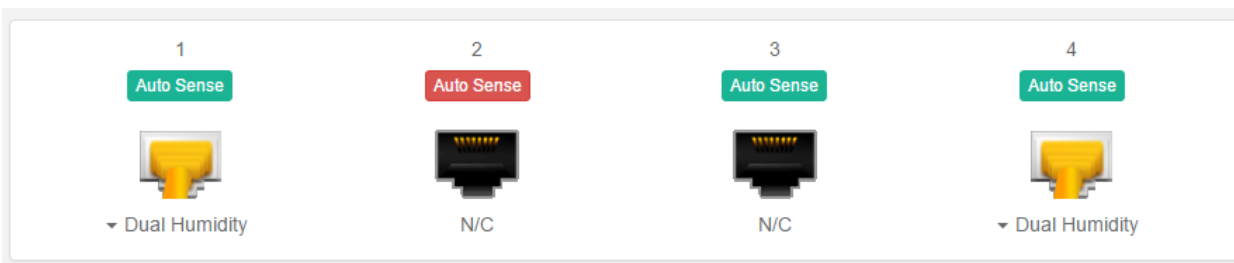 1 2 3 4
Auto Sense Auto Sense Auto Sense Auto Sense
Dual Humidity N/C N/C Dual Humidity